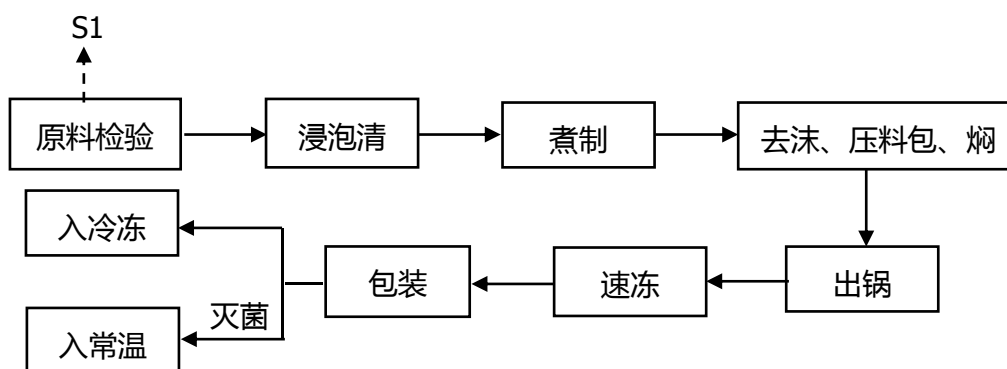 S1
原料检验
浸泡清
煮制
去沫、压料包、焖
入冷冻
包装
速冻
出锅
灭菌
入常温